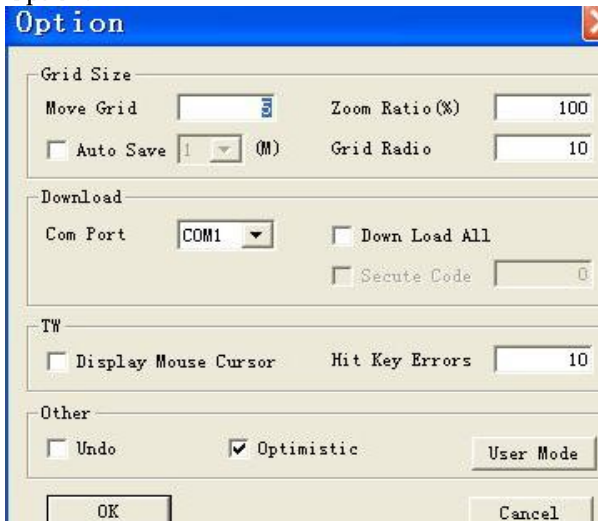 Option
Grid Size
Move Grid 5 Zoom Ratio(%) 100
Auto Save 1 (M) Grid Radio 10
Download
Com Port COM1 Down Load All
Secute Code 0
TW
Display Mouse Cursor Hit Key Errors 10
Other
Undo Optimistic User Mode
OK Cancel